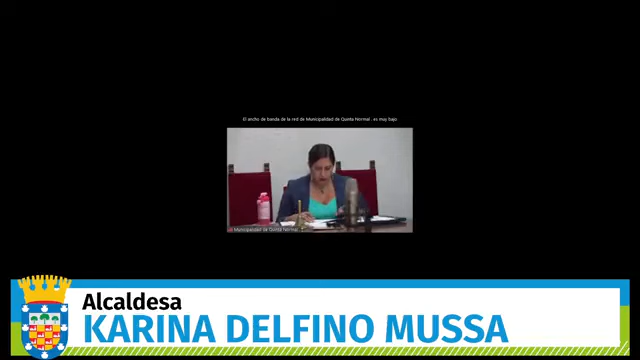 El ancho de banda de la red de Municipalidad de Quinta Normal . es muy bajo
Municipalidad de Quinta Normal
Alcaldesa
KARINA DELFINO MUSSA